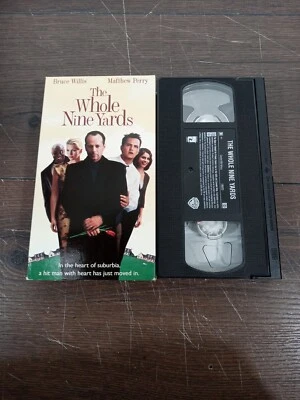 Bruce Willis
Matthew Perry
The
Whole
Nine Yards
In the heart of suburbia,
a hit man with heart has just moved in.
THE WHOLE NINE YARDS